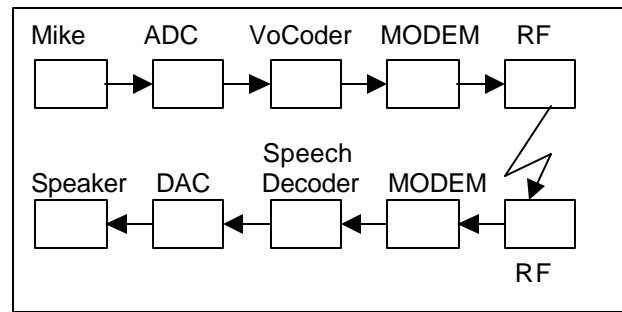 Mike ADC VoCoder MODEM RF
Speech
Speaker DAC Decoder MODEM
RF